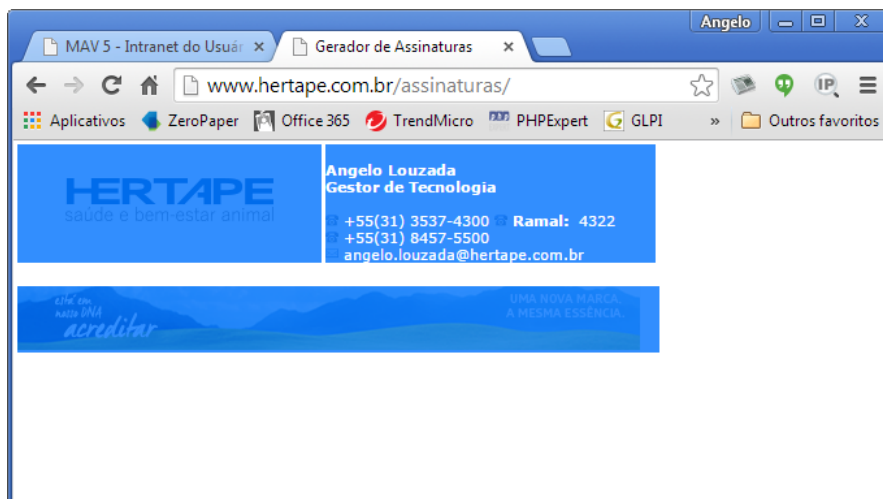 Angelo
MAV 5 - Intranet do Usuár
Gerador de Assinaturas
www.hertape.com.br/assinaturas/
IP
Aplicativos
ZeroPaper
Office 365
TrendMicro
PHPExpert
GLPI
»
Outros favoritos
HERTAPE
saúde e bem-estar animal
Angelo Louzada
Gestor de Tecnologia
+55(31) 3537-4300 Ramal: 4322
+55(31) 8457-5500
angelo.louzada@hertape.com.br
está em
nosso DNA
acreditar
UMA NOVA MARCA.
A MESMA ESSÊNCIA.